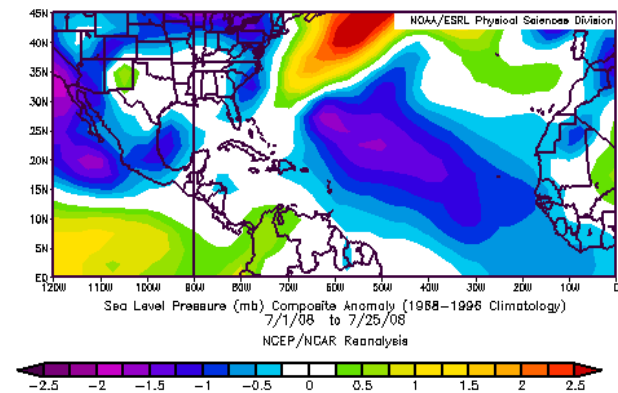 45N
NOAA/ESRL Physical Sciences Division
40N
35N
30N
25N
20N
15N
10N
5N
EQ
120W 110W 100W 90W 80W 70W 60W 50W 40W 30W 20W 10W 0
Sea Level Pressure (mb) Composite Anomaly (1968-1996 Climatology)
7/1/08 to 7/25/08
NCEP/NCAR Reanalysis
-2.5 -2 -1.5 -1 -0.5 0 0.5 1 1.5 2 2.5